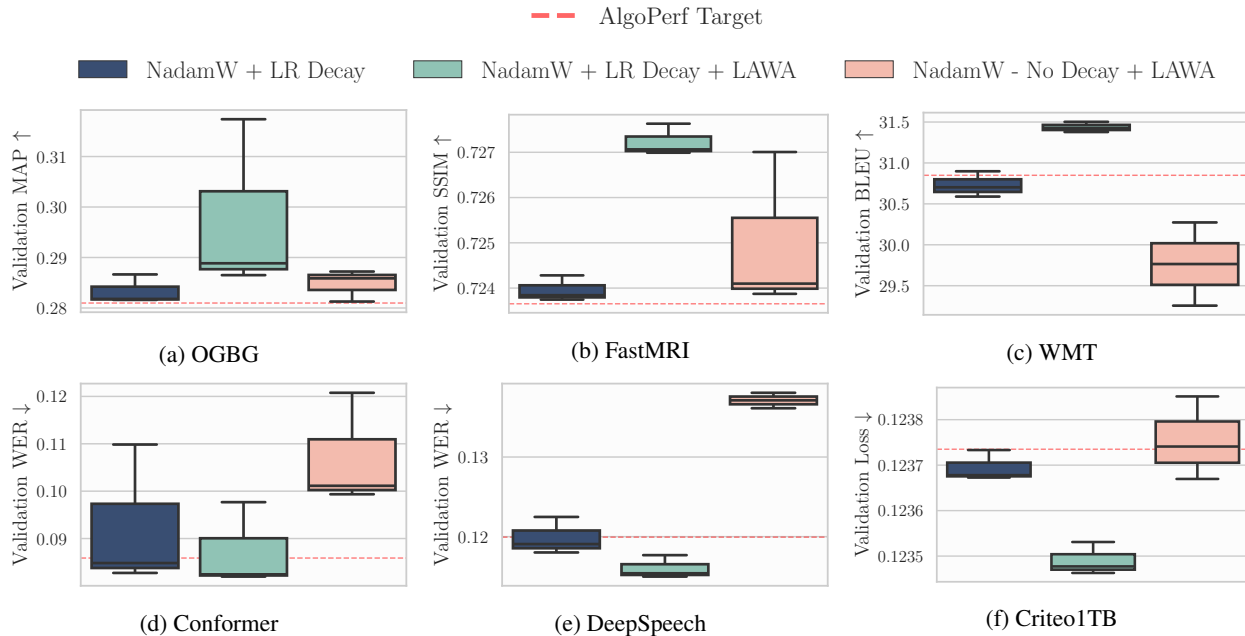 AlgoPerf Target
NadamW + LR Decay
NadamW + LR Decay + LAWA
NadamW - No Decay + LAWA
Validation MAP ↑
0.31
0.30
0.29
0.28
(a) OGBG
Validation SSIM ↑
0.727
0.726
0.725
0.724
(b) FastMRI
Validation BLEU ↑
31.5
31.0
30.5
30.0
29.5
(c) WMT
Validation WER ↓
0.12
0.11
0.10
0.09
(d) Conformer
Validation WER ↓
0.13
0.12
(e) DeepSpeech
Validation Loss ↓
0.1238
0.1237
0.1236
0.1235
(f) Criteo1TB